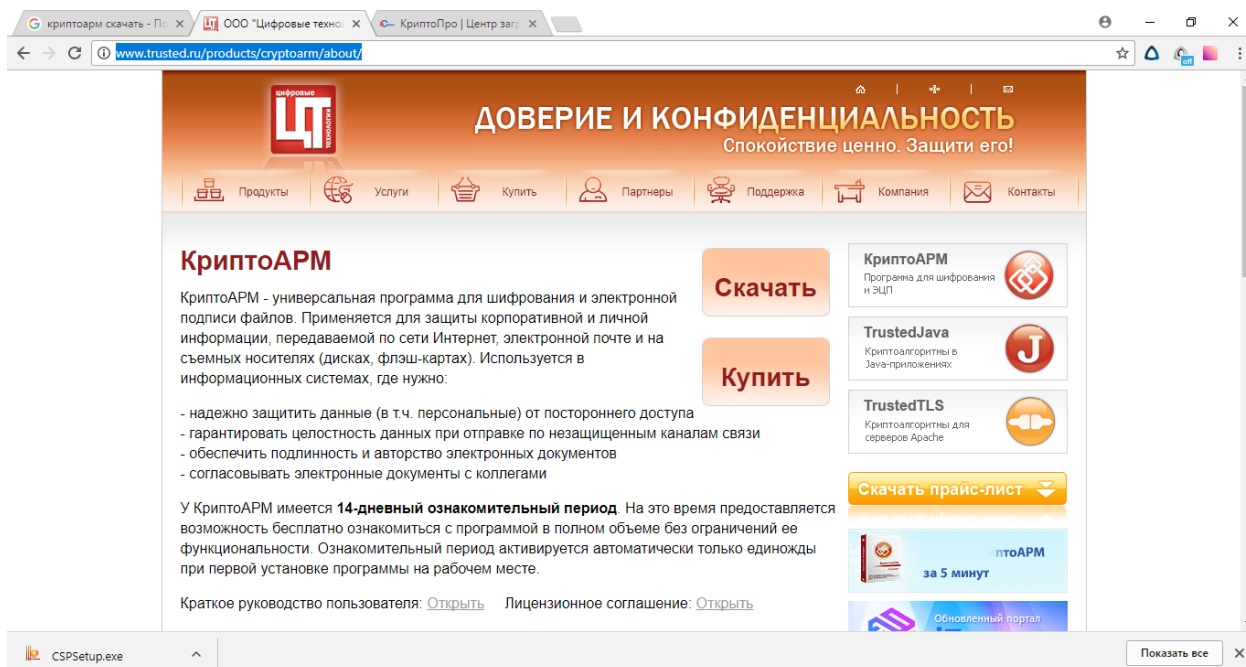 криптоарм скачать - По
ООО "Цифровые технол
КриптоПро | Центр загр
www.trusted.ru/products/cryptoarm/about/
off
цифровые
ЦТ
технологии
ДОВЕРИЕ И КОНФИДЕНЦИАЛЬНОСТЬ
Спокойствие ценно. Защити его!
Продукты
Услуги
Купить
Партнеры
Поддержка
Компания
Контакты
КриптоАРМ
КриптоАРМ - универсальная программа для шифрования и электронной
подписи файлов. Применяется для защиты корпоративной и личной
информации, передаваемой по сети Интернет, электронной почте и на
съемных носителях (дисках, флэш-картах). Используется в
информационных системах, где нужно:
- надежно защитить данные (в т.ч. персональные) от постороннего доступа
- гарантировать целостность данных при отправке по незащищенным каналам связи
- обеспечить подлинность и авторство электронных документов
- согласовывать электронные документы с коллегами
У КриптоАРМ имеется 14-дневный ознакомительный период. На это время предоставляется
возможность бесплатно ознакомиться с программой в полном объеме без ограничений ее
функциональности. Ознакомительный период активируется автоматически только единожды
при первой установке программы на рабочем месте.
Краткое руководство пользователя: Открыть Лицензионное соглашение: Открыть
Скачать
Купить
КриптоАРМ
Программа для шифрования
и ЭЦП
TrustedJava
Криптоалгоритмы в
Java-приложениях
J
TrustedTLS
Криптоалгоритмы для
серверов Apache
Скачать прайс-лист
птоАРМ
за 5 минут
Обновленный портал
CSPSetup.exe
Показать все